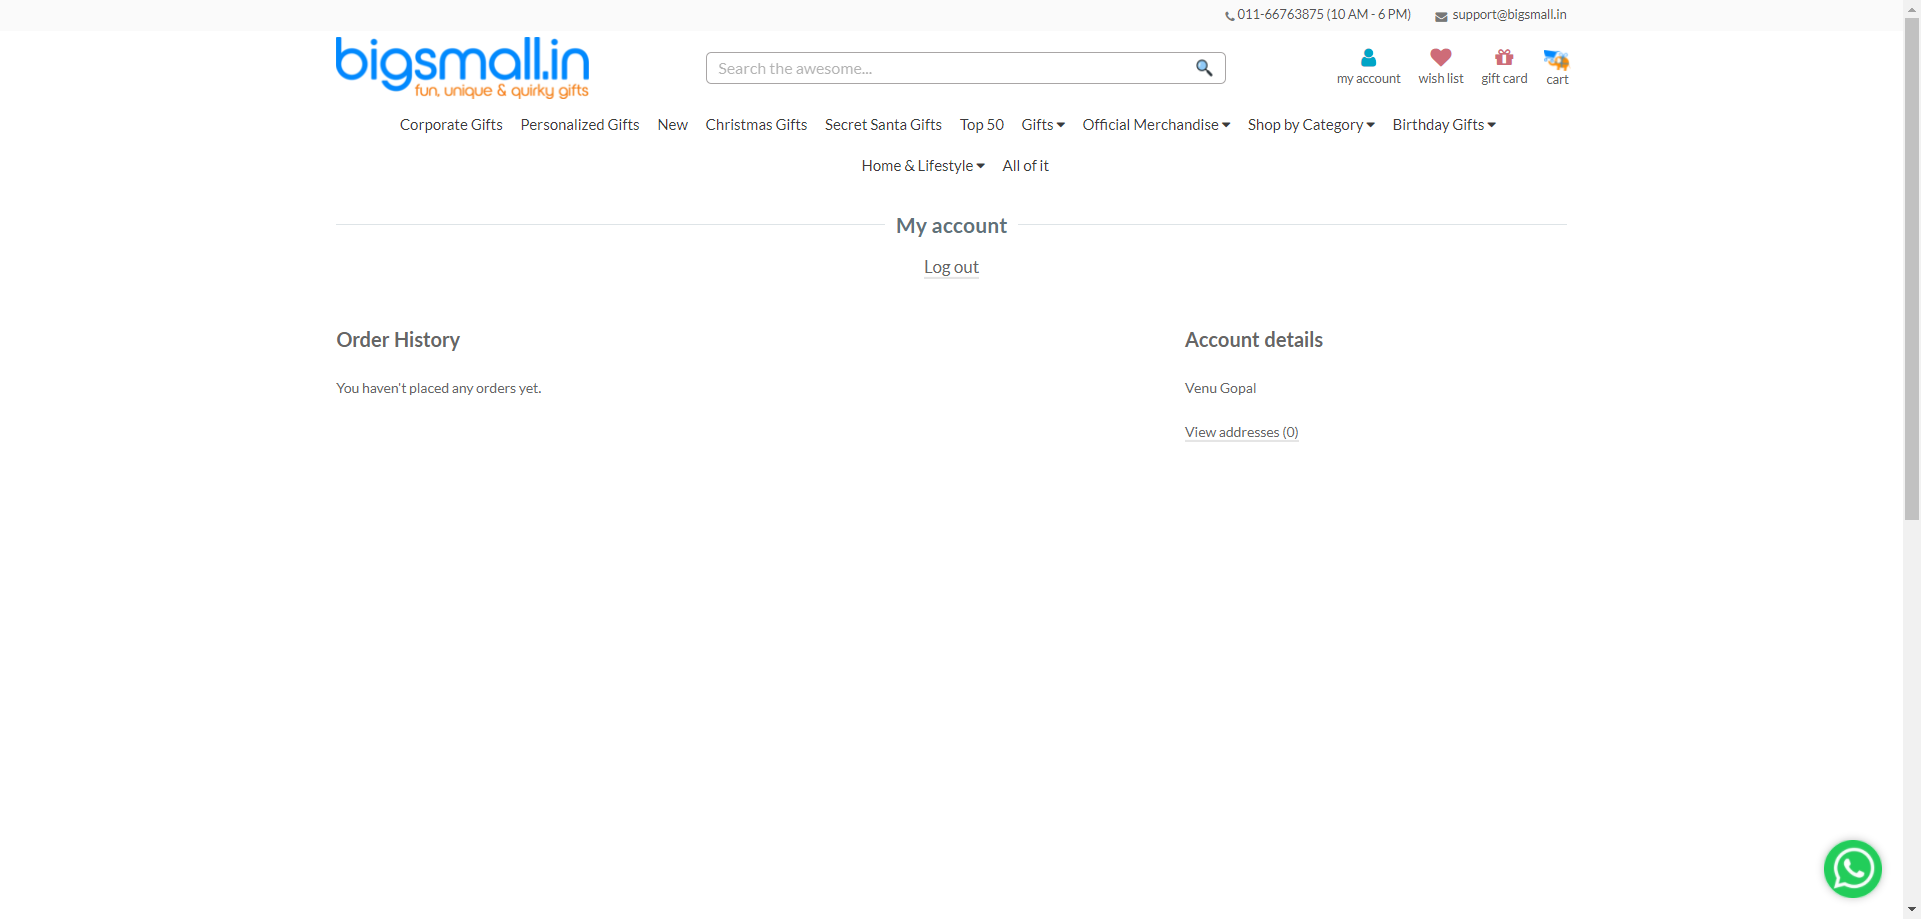 011-66763875 (10 AM - 6 PM) support@bigsmall.in
bigsmall.in
fun, unique & quirky gifts
Search the awesome...
my account wish list gift card cart
Corporate Gifts Personalized Gifts New Christmas Gifts Secret Santa Gifts Top 50 Gifts Official Merchandise Shop by Category Birthday Gifts
Home & Lifestyle All of it
My account
Log out
Order History
You haven't placed any orders yet.
Account details
Venu Gopal
View addresses (0)